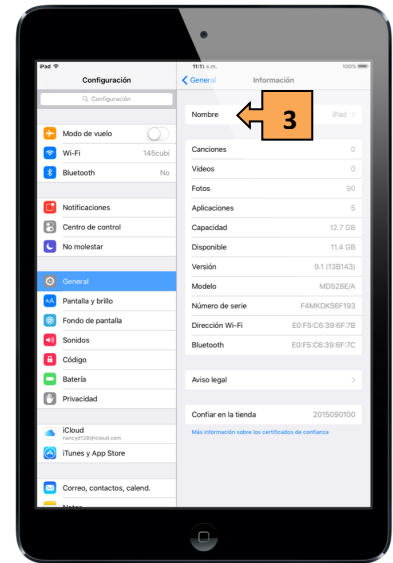 iPad
11:11 a.m.
100%
Configuración
General
Información
Configuración
Modo de vuelo
Wi-Fi
145cubi
Bluetooth
No
Notificaciones
Centro de control
No molestar
General
Pantalla y brillo
Fondo de pantalla
Sonidos
Código
Batería
Privacidad
iCloud
nancyd128@icloud.com
iTunes y App Store
Correo, contactos, calend.
Notas
Nombre
3
iPad
Canciones
0
Videos
0
Fotos
90
Aplicaciones
5
Capacidad
12.7 GB
Disponible
11.4 GB
Versión
9.1 (13B143)
Modelo
MD528E/A
Número de serie
F4MKDKS6F193
Dirección Wi-Fi
E0:F5:C6:39:6F:7B
Bluetooth
E0:F5:C6:39:6F:7C
Aviso legal
Confiar en la tienda
2015090100
Más información sobre los certificados de confianza